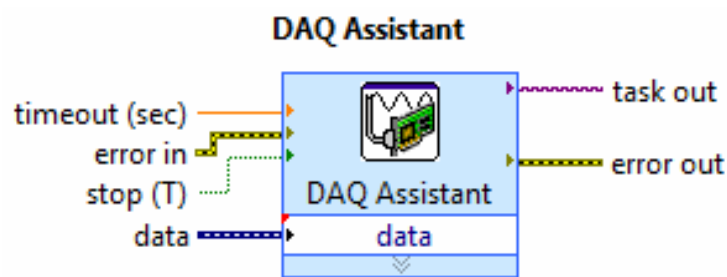 DAQ Assistant
timeout (sec)
error in
stop (T)
data
DAQ Assistant
data
task out
error out